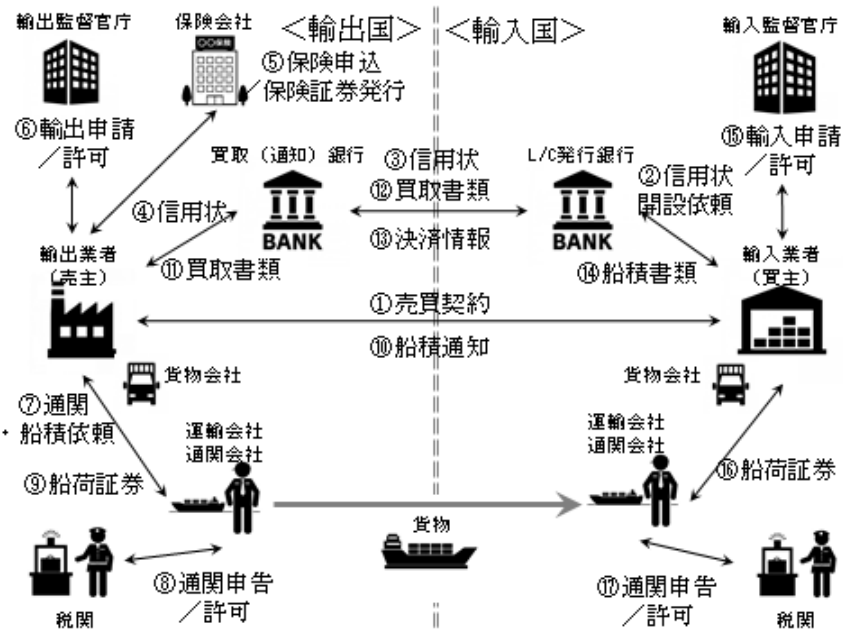 輸出監督官庁
保険会社
○○保険
＜輸出国＞
＜輸入国＞
輸入監督官庁
⑤保険申込
／保険証券発行
⑥輸出申請
／許可
⑮輸入申請
／許可
買取（通知）銀行
③信用状
L/C発行銀行
②信用状
開設依頼
⑫買取書類
④信用状
BANK
⑬決済情報
BANK
輸出業者
（売主）
⑪買取書類
⑭船積書類
輸入業者
（買主）
①売買契約
⑩船積通知
貨物会社
貨物会社
⑦通関
・船積依頼
運輸会社
通関会社
運輸会社
通関会社
⑨船荷証券
⑯船荷証券
貨物
⑧通関申告
／許可
⑰通関申告
／許可
税関
税関